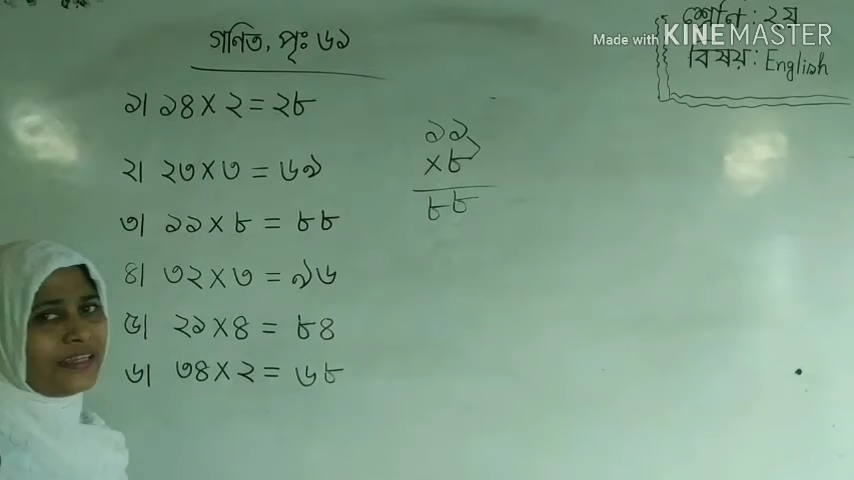 গণিত, পৃঃ ৬১
শ্রেণি : ২য়
বিষয় : English
Made with KINEMASTER
১। ১৪ × ২ = ২৮
২। ২৩ × ৩ = ৬৯
৩। ১১ × ৮ = ৮৮
৪। ৩২ × ৩ = ৯৬
৫। ২১ × ৪ = ৮৪
৬। ৩৪ × ২ = ৬৮
১১
× ৮
৮৮